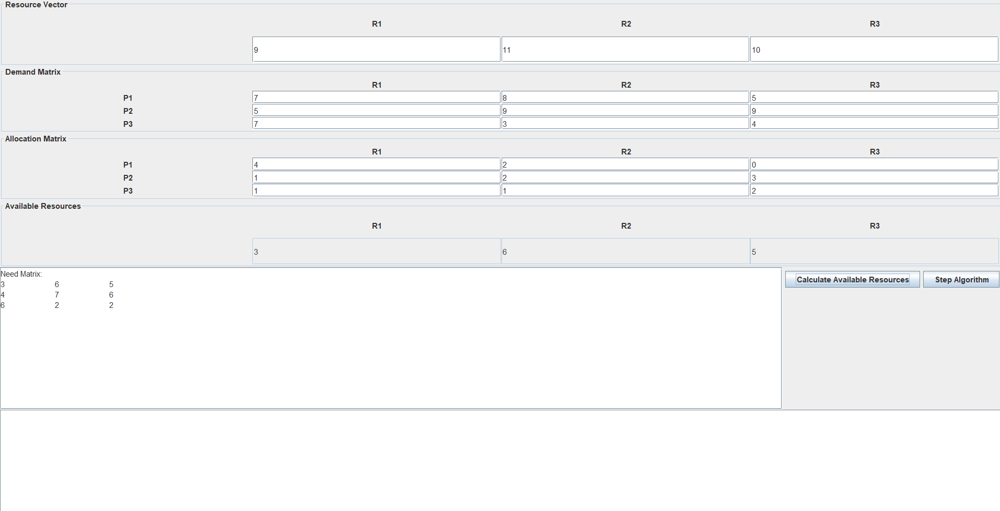 Resource Vector
R1 R2 R3
9 11 10
Demand Matrix
R1 R2 R3
P1 7 8 5
P2 5 9 9
P3 7 3 4
Allocation Matrix
R1 R2 R3
P1 4 2 0
P2 1 2 3
P3 1 1 2
Available Resources
R1 R2 R3
3 6 5
Need Matrix:
3 6 5
4 7 6
6 2 2
Calculate Available Resources
Step Algorithm